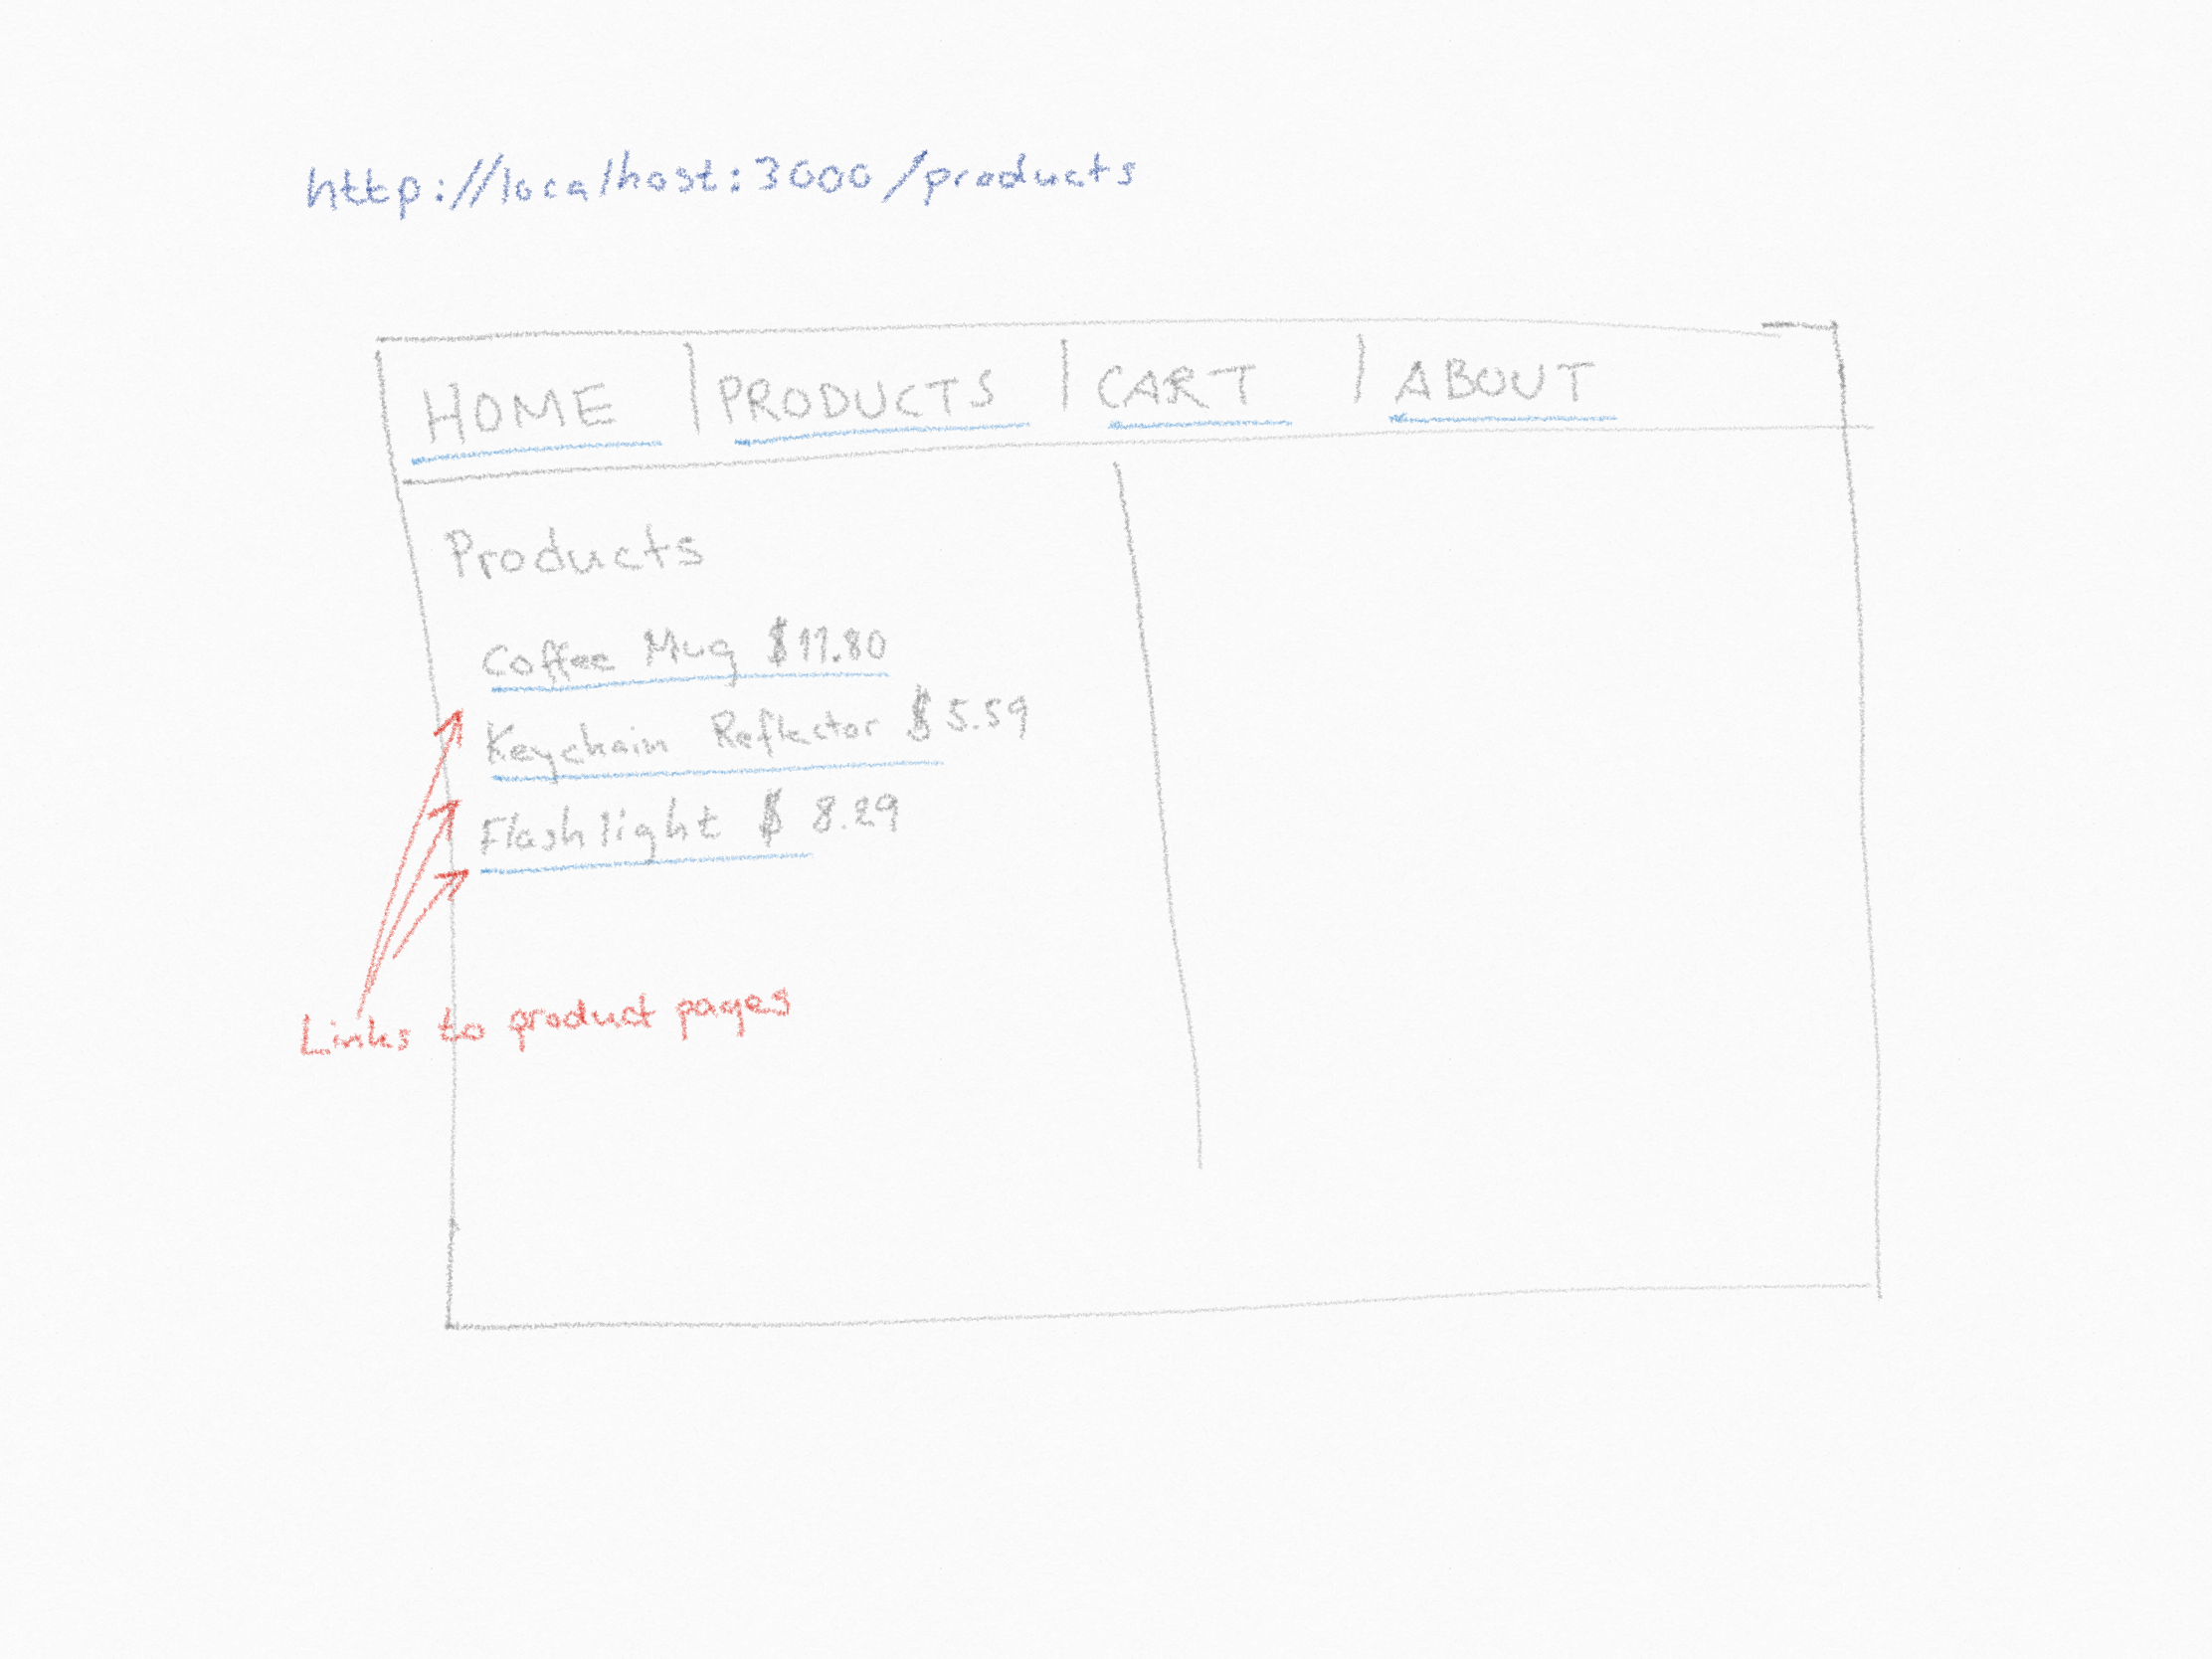 http://localhost:3000/products
HOME | PRODUCTS | CART | ABOUT
Products
Coffee Mug $11.80
Keychain Reflector $5.59
Flashlight $ 8.29
Links to product pages